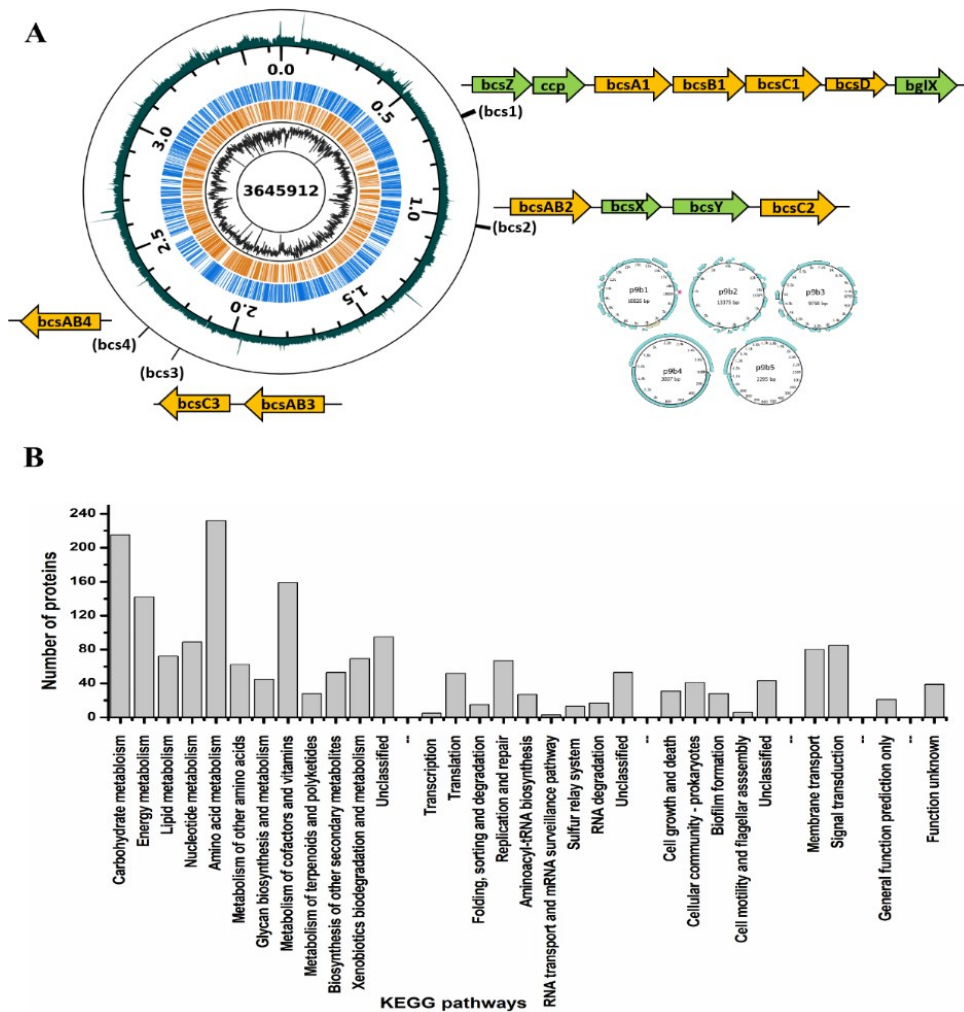 A
0.0
0.5
1.0
1.5
2.0
2.5
3.0
3645912
(bcs1)
(bcs2)
(bcs3)
(bcs4)
bcsZ ccp bcsA1 bcsB1 bcsC1 bcsD bglX
bcsAB2 bcsX bcsY bcsC2
bcsAB4
bcsC3 bcsAB3
p9b1
p9b2
p9b3
p9b4
p9b5
B
Number of proteins
240
200
160
120
80
40
0
Carbohydrate metabloism
Energy metabolism
Lipid metabolism
Nucleotide metabolism
Amino acid metabolism
Metabolism of other amino acids
Glycan biosynthesis and metabolism
Metabolism of cofactors and vitamins
Metabolism of terpenoids and polyketides
Biosynthesis of other secondary metabolites
Xenobiotics biodegradation and metabolism
Unclassified
--
Transcription
Translation
Folding, sorting and degradation
Replication and repair
Aminoacyl-tRNA biosynthesis
RNA transport and mRNA surveillance pathway
Sulfur relay system
RNA degradation
Unclassified
--
Cell growth and death
Cellular community - prokaryotes
Biofilm formation
Cell motility and flagellar asssembly
Unclassified
--
Membrane transport
Signal transduction
--
General function prediction only
--
Function unknown
KEGG pathways